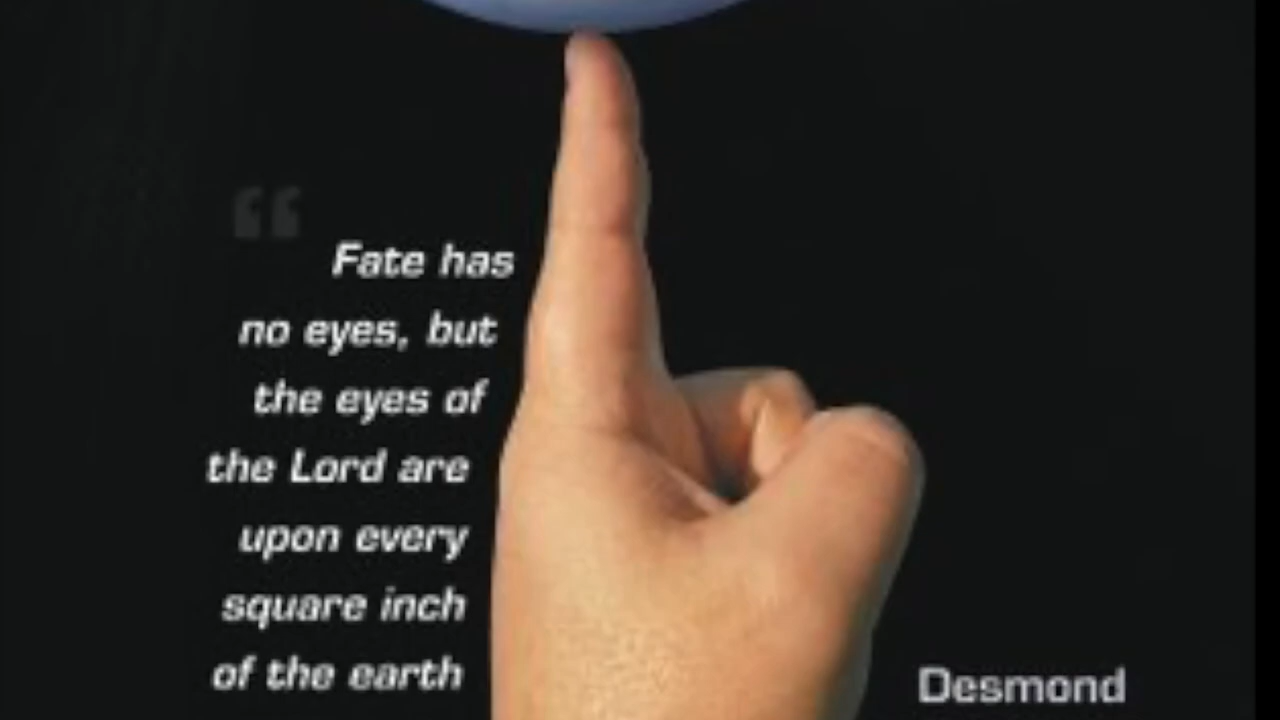 “
Fate has
no eyes, but
the eyes of
the Lord are
upon every
square inch
of the earth
Desmond